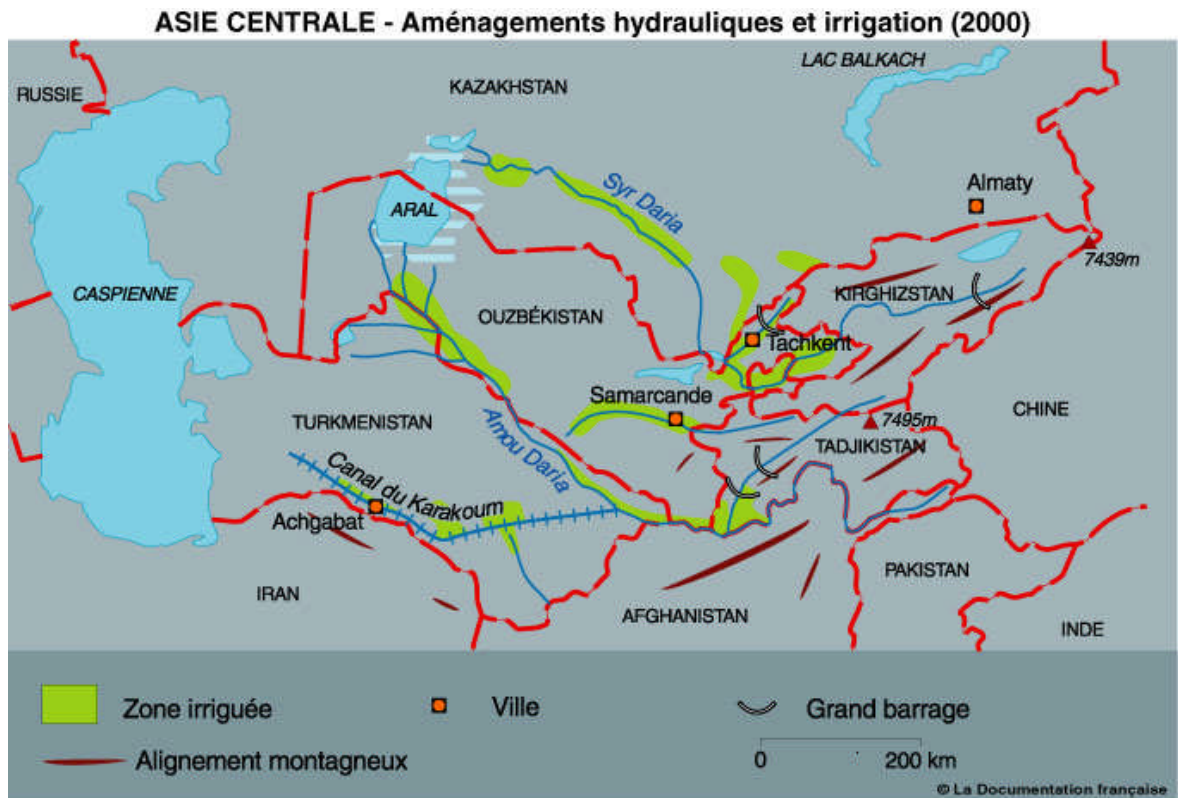 ASIE CENTRALE - Aménagements hydrauliques et irrigation (2000)
LAC BALKACH
RUSSIE
KAZAKHSTAN
Almaty
Syr Daria
ARAL
7439m
CASPIENNE
KIRGHIZSTAN
OUZBÉKISTAN
Tachkent
Samarcande
CHINE
TURKMENISTAN
7495m
Amou Daria
TADJIKISTAN
Canal du Karakoum
Achgabat
PAKISTAN
IRAN
AFGHANISTAN
INDE
Zone irriguée
Ville
Grand barrage
Alignement montagneux
0 200 km
© La Documentation française